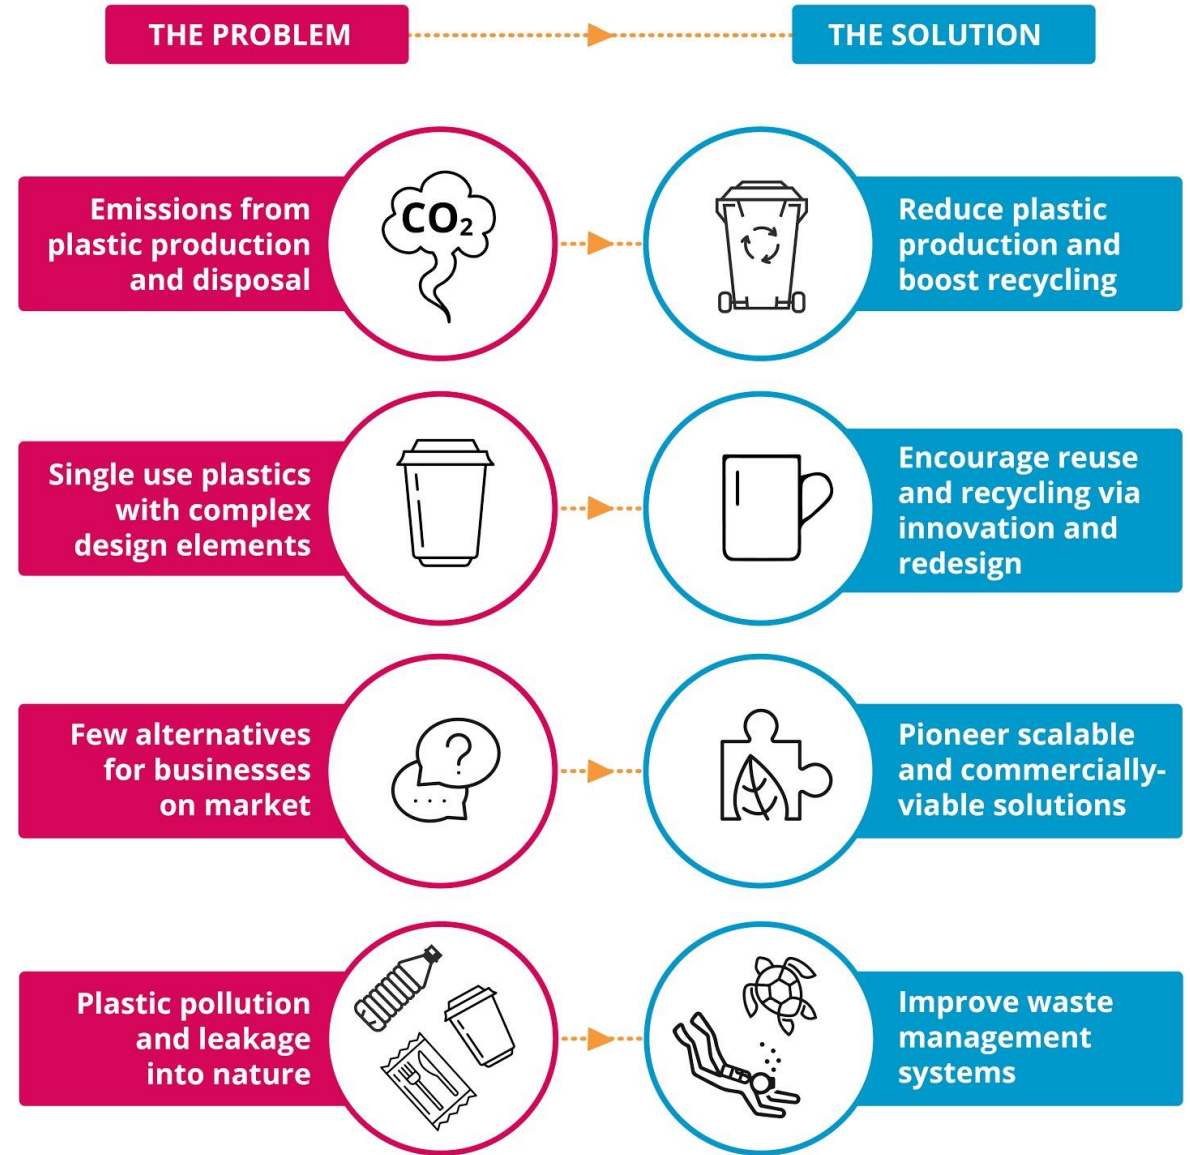 THE PROBLEM
THE SOLUTION
Emissions from
plastic production
and disposal
CO₂
Reduce plastic
production and
boost recycling
Single use plastics
with complex
design elements
Encourage reuse
and recycling via
innovation and
redesign
Few alternatives
for businesses
on market
?
...
Pioneer scalable
and commercially-
viable solutions
Plastic pollution
and leakage
into nature
Improve waste
management
systems